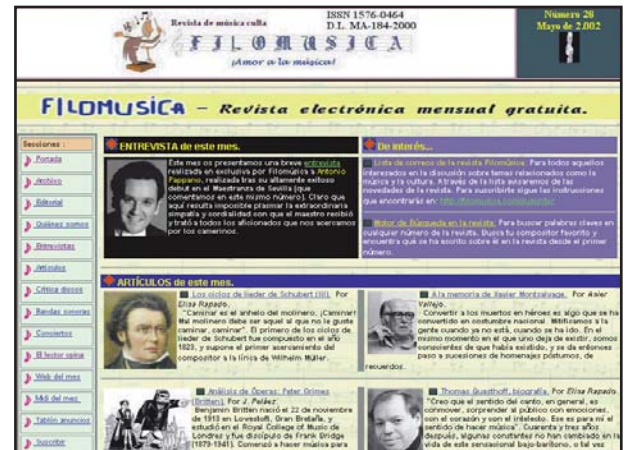 Revista de música culta
ISSN 1576-0464
D.L. MA-184-2000
FILOMUSICA
¡Amor a la música!
Número 28
Mayo de 2.002
FILOMUSICA - Revista electrónica mensual gratuita.
Secciones :
Portada
Archivo
Editorial
Quiénes somos
Entrevistas
Artículos
Crítica discos
Bandas sonoras
Conciertos
El lector opina
Web del mes
Midi del mes
Tablón anuncios
Suscribir
ENTREVISTA de este mes.
Este mes os presentamos una breve entrevista
realizada en exclusiva por Filomúsica a Antonio
Pappano, tras su altamente exitoso
debut en el Maestranza de Sevilla (que
comentamos en este mismo número). Claro que
aquí resulta imposible plasmar la extraordinaria
simpatía y cordialidad con que el maestro recibió
y trató a todos los aficionados que nos acercamos
por los camerinos.
De interés...
Lista de correos de la revista Filomúsica: Para todos aquellos
interesados en la discusión sobre temas relacionados como la
música y la cultura. A través de la lista avisaremos de las
novedades de la revista. Para suscribirte sigue las instrucciones
que encontrarás en:
Motor de Búsqueda en la revista: Para buscar palabras claves en
cualquier número de la revista. Busca tu compositor favorito y
encuentra qué se ha escrito sobre él en la revista desde el primer
número.
ARTÍCULOS de este mes.
Los ciclos de lieder de Schubert (III). Por
Elisa Rapado.
"Caminar es el anhelo del molinero, ¡Caminar!
Mal molinero debe ser aquel al que no le guste
caminar, caminar". El primero de los ciclos de
lieder de Schubert fue compuesto en el año
1823, y supone el primer acercamiento del
compositor a la lírica de Wilhelm Müller.
A la memoria de Xavier Montsalvage. Por Asier
Vallejo.
Convertir a los muertos en héroes es algo que se ha
convertido en costumbre nacional. Mitificamos a la
gente cuando ya no está, cuando se ha ido. En el
mismo momento en el que uno deja de existir, somos
conscientes de que había existido, y se da entonces
paso a sucesiones de homenajes póstumos, de
recuerdos.
Análisis de Óperas: Peter Grimes
(Britten). Por J. Peláez.
Benjamin Britten nació el 22 de noviembre
de 1913 en Lovestoft, Gran Bretaña, y
estudió en el Royal College of Music de
Londres y fue discípulo de Frank Bridge
(1879-1941). Comenzó a hacer música para
Thomas Quasthoff, biografía. Por Elisa Rapado.
"Creo que el sentido del canto, en general, es
conmover, sorprender al público con emociones,
con el corazón y con el intelecto. Ese es para mí el
sentido de hacer música". Cuarenta y tres años
después, algunas constantes no han cambiado en la
vida de este sensacional bajo-barítono, o tal vez